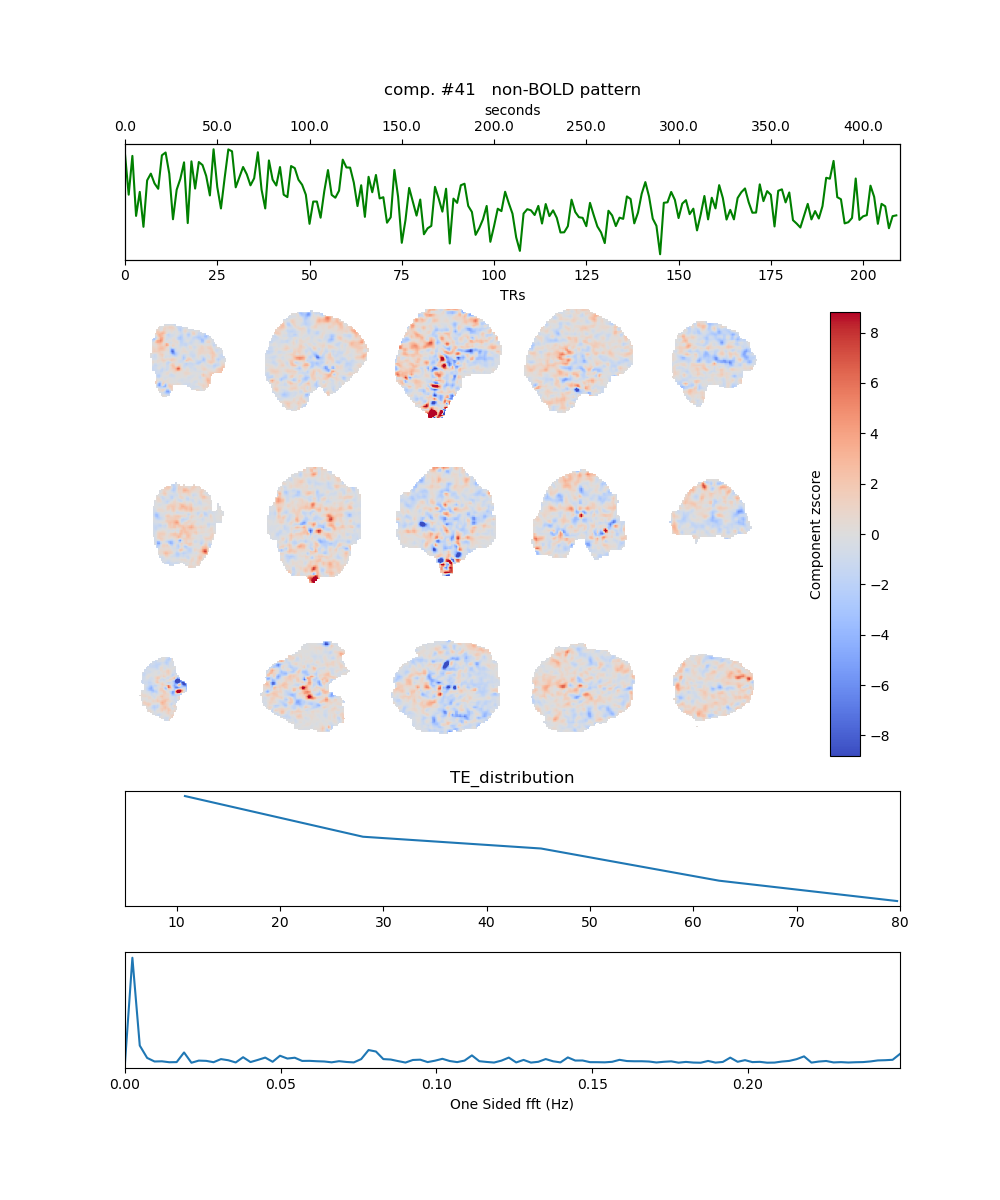 comp. #41   non-BOLD pattern
seconds
0.0 50.0 100.0 150.0 200.0 250.0 300.0 350.0 400.0
0 25 50 75 100 125 150 175 200
TRs
8
6
4
2
0
−2
−4
−6
−8
Component zscore
TE_distribution
10 20 30 40 50 60 70 80
0.00 0.05 0.10 0.15 0.20
One Sided fft (Hz)